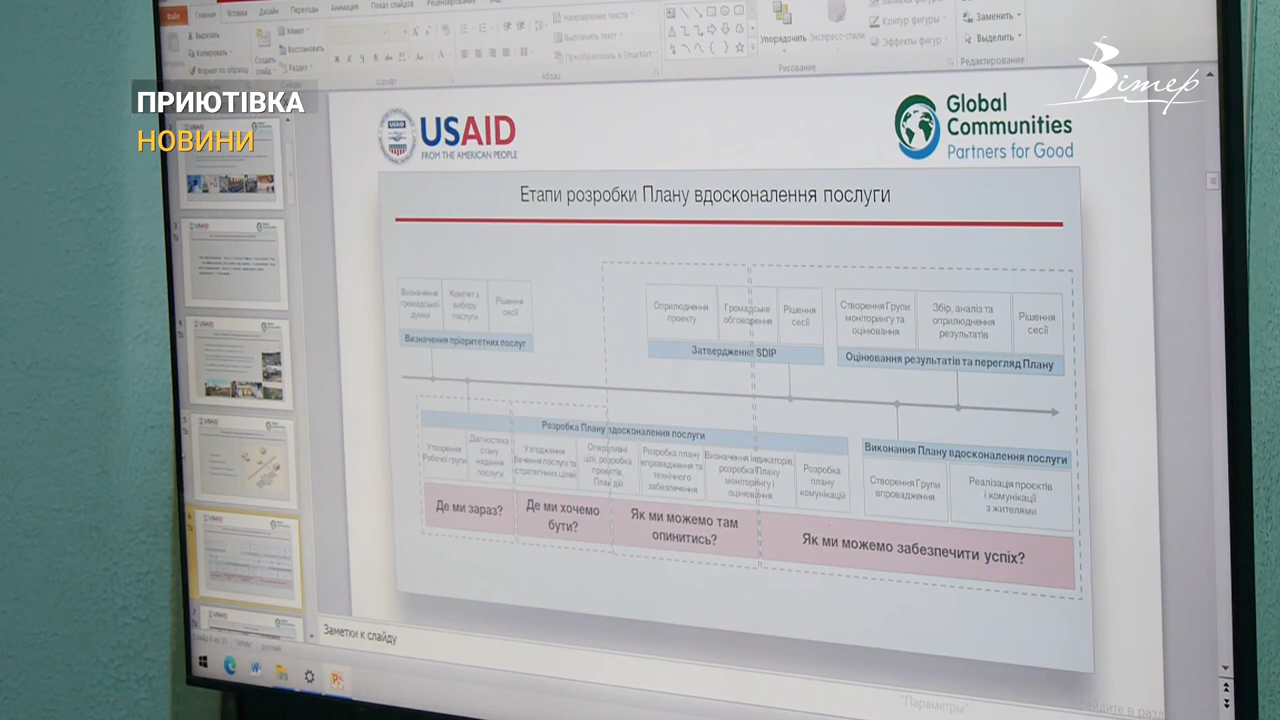 Файл
Главная
Вставка
Дизайн
Переходы
Анимация
Показ слайдов
Рецензирование
Вырезать
Копировать
Формат по образцу
Создать
слайд
Макет
Восстановить
Раздел
Шрифт
Абзац
Направление текста
Выровнять текст
Преобразовать в SmartArt
Упорядочить
Экспресс-стили
Контур фигуры
Эффекты фигур
Рисование
Заменить
Выделить
Редактирование
Вітер
ПРИЮТІВКА
НОВИНИ
USAID
FROM THE AMERICAN PEOPLE
Global
Communities
Partners for Good
Етапи розробки Плану вдосконалення послуги
Визначення
громадської
думки
Комітет з
вибору
послуги
Рішення
сесії
Визначення пріоритетних послуг
Оприлюднення
проекту
Громадське
обговорення
Рішення
сесії
Затвердження SDIP
Створення Групи
моніторингу та
оцінювання
Збір, аналіз та
оприлюднення
результатів
Рішення
сесії
Оцінювання результатів та перегляд Плану
Розробка Плану вдосконалення послуги
Утворення
Робочої групи
Діагностика
стану
надання
послуги
Узгодження
бачення послуги та
стратегічних цілей
Оперативні
цілі, розробка
проєктів,
План дій
Розробка плану
впровадження та
технічного
забезпечення
Визначення індикаторів,
розробка Плану
моніторингу і
оцінювання
Розробка
плану
комунікацій
Виконання Плану вдосконалення послуги
Створення Групи
впровадження
Реалізація проєктів
і комунікації
з жителями
Де ми зараз?
Де ми хочемо
бути?
Як ми можемо там
опинитись?
Як ми можемо забезпечити успіх?
Заметки к слайду
русский
"Параметры"